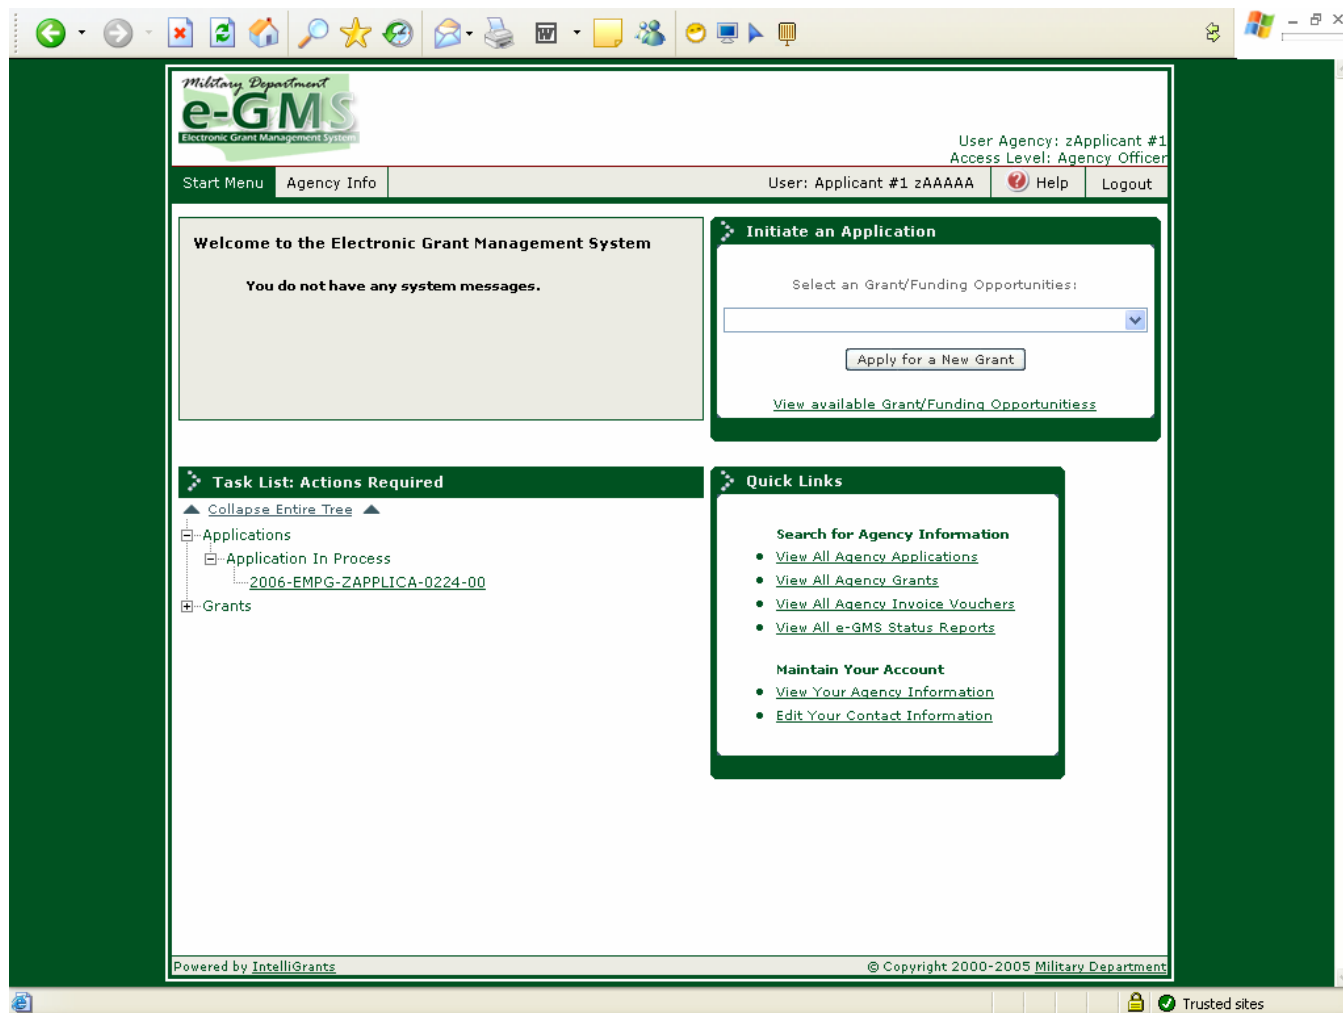 Military Department
e-GMS
Electronic Grant Management System
User Agency: zApplicant #1
Access Level: Agency Officer
Start Menu
Agency Info
User: Applicant #1 zAAAAA
Help
Logout
Welcome to the Electronic Grant Management System
You do not have any system messages.
Initiate an Application
Select an Grant/Funding Opportunities:
Apply for a New Grant
View available Grant/Funding Opportunitiess
Task List: Actions Required
Collapse Entire Tree
Applications
Application In Process
2006-EMPG-ZAPPLICA-0224-00
Grants
Quick Links
Search for Agency Information
View All Agency Applications
View All Agency Grants
View All Agency Invoice Vouchers
View All e-GMS Status Reports
Maintain Your Account
View Your Agency Information
Edit Your Contact Information
Powered by IntelliGrants
© Copyright 2000-2005 Military Department
Trusted sites